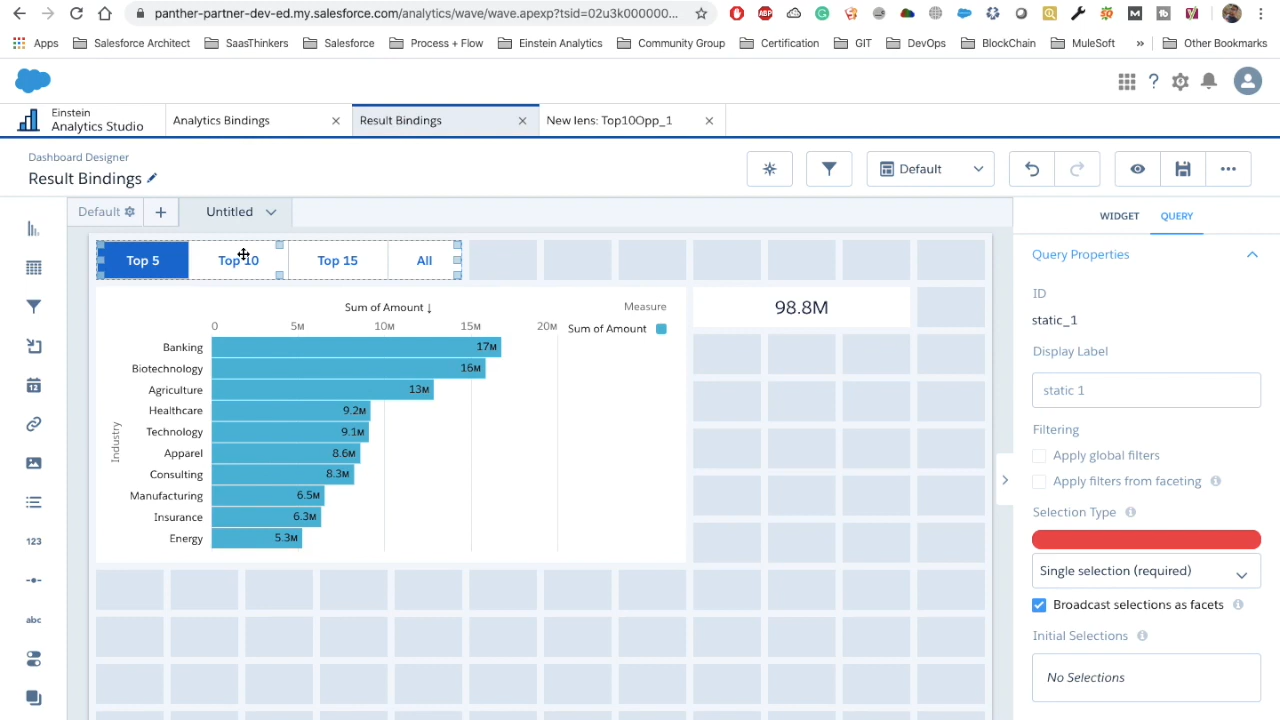 panther-partner-dev-ed.my.salesforce.com/analytics/wave/wave.apexp?tsid=02u3k000000...
Apps
Salesforce Architect
SaasThinkers
Salesforce
Process + Flow
Einstein Analytics
Community Group
Certification
GIT
DevOps
BlockChain
MuleSoft
»
Other Bookmarks
Einstein
Analytics Studio
Analytics Bindings
Result Bindings
New lens: Top10Opp_1
Dashboard Designer
Result Bindings
Default
Default
Untitled
WIDGET
QUERY
Top 5
Top 10
Top 15
All
Sum of Amount ↓
Measure
Sum of Amount
0
5M
10M
15M
20M
Industry
Banking
17M
Biotechnology
16M
Agriculture
13M
Healthcare
9.2M
Technology
9.1M
Apparel
8.6M
Consulting
8.3M
Manufacturing
6.5M
Insurance
6.3M
Energy
5.3M
98.8M
Query Properties
ID
static_1
Display Label
static 1
Filtering
Apply global filters
Apply filters from faceting
Selection Type
Single selection (required)
Broadcast selections as facets
Initial Selections
No Selections
12
123
abc